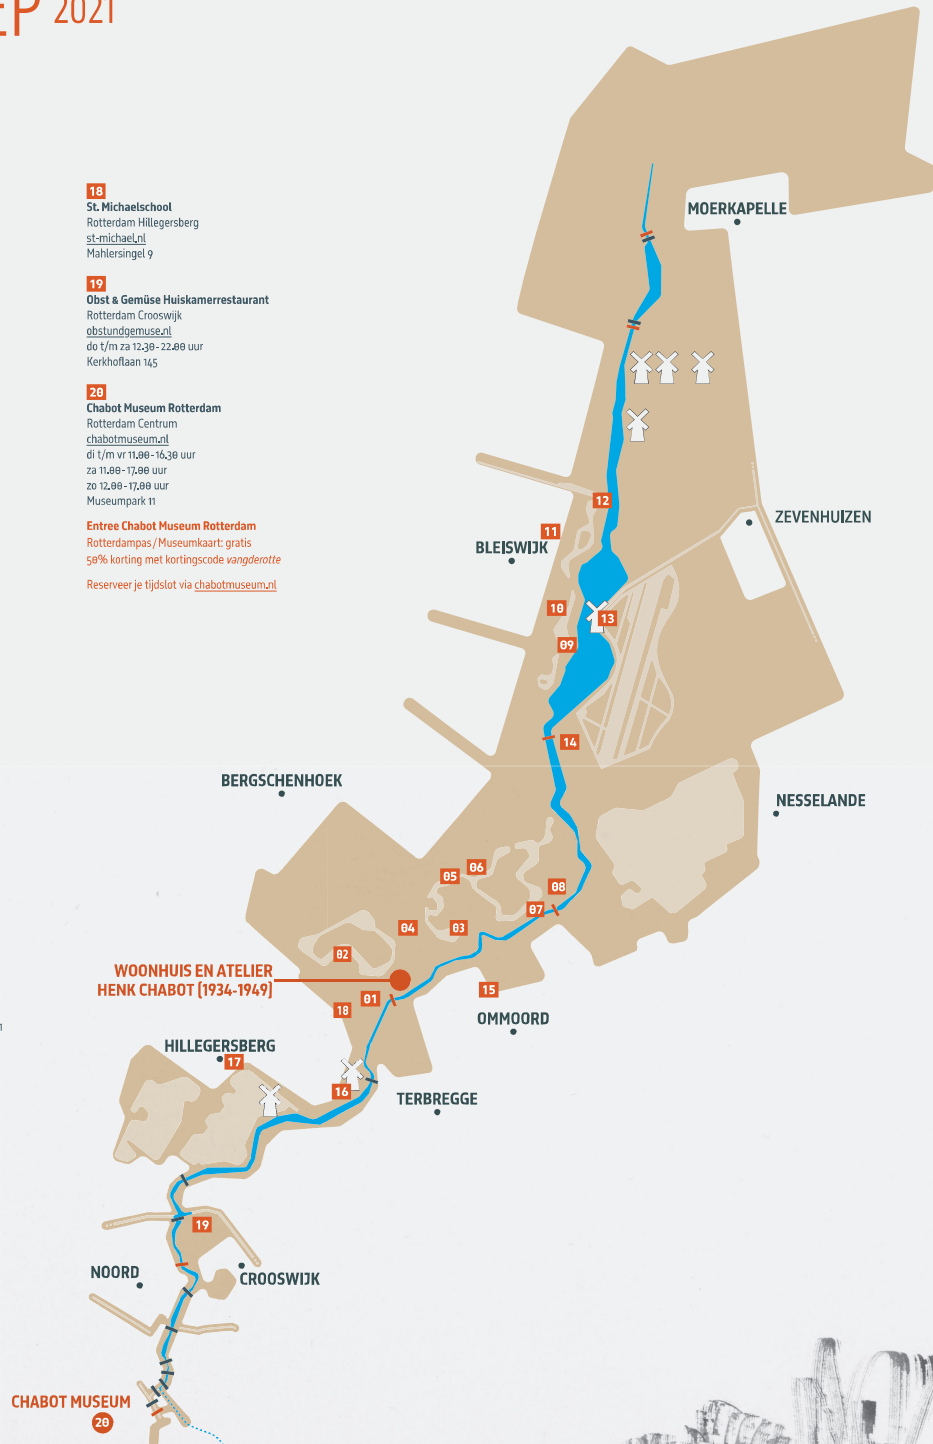 EP 2021
18
St. Michaelschool
Rotterdam Hillegersberg
st-michael.nl
Mahlersingel 9
19
Obst & Gemüse Huiskamerrestaurant
Rotterdam Crooswijk
obstundgemuse.nl
do t/m za 12.30-22.00 uur
Kerkhoflaan 145
20
Chabot Museum Rotterdam
Rotterdam Centrum
chabotmuseum.nl
di t/m vr 11.00-16.30 uur
za 11.00-17.00 uur
zo 12.00-17.00 uur
Museumpark 11
Entree Chabot Museum Rotterdam
Rotterdampas/Museumkaart: gratis
50% korting met kortingscode vangderotte
Reserveer je tijdslot via chabotmuseum.nl
MOERKAPELLE
12
ZEVENHUIZEN
11
BLEISWIJK
10
13
09
14
BERGSCHENHOEK
NESSELANDE
06
05
08
07
04
03
02
WOONHUIS EN ATELIER
HENK CHABOT (1934-1949)
01
15
18
OMMOORD
HILLEGERSBERG
17
16
TERBREGGE
19
NOORD
CROOSWIJK
CHABOT MUSEUM
20